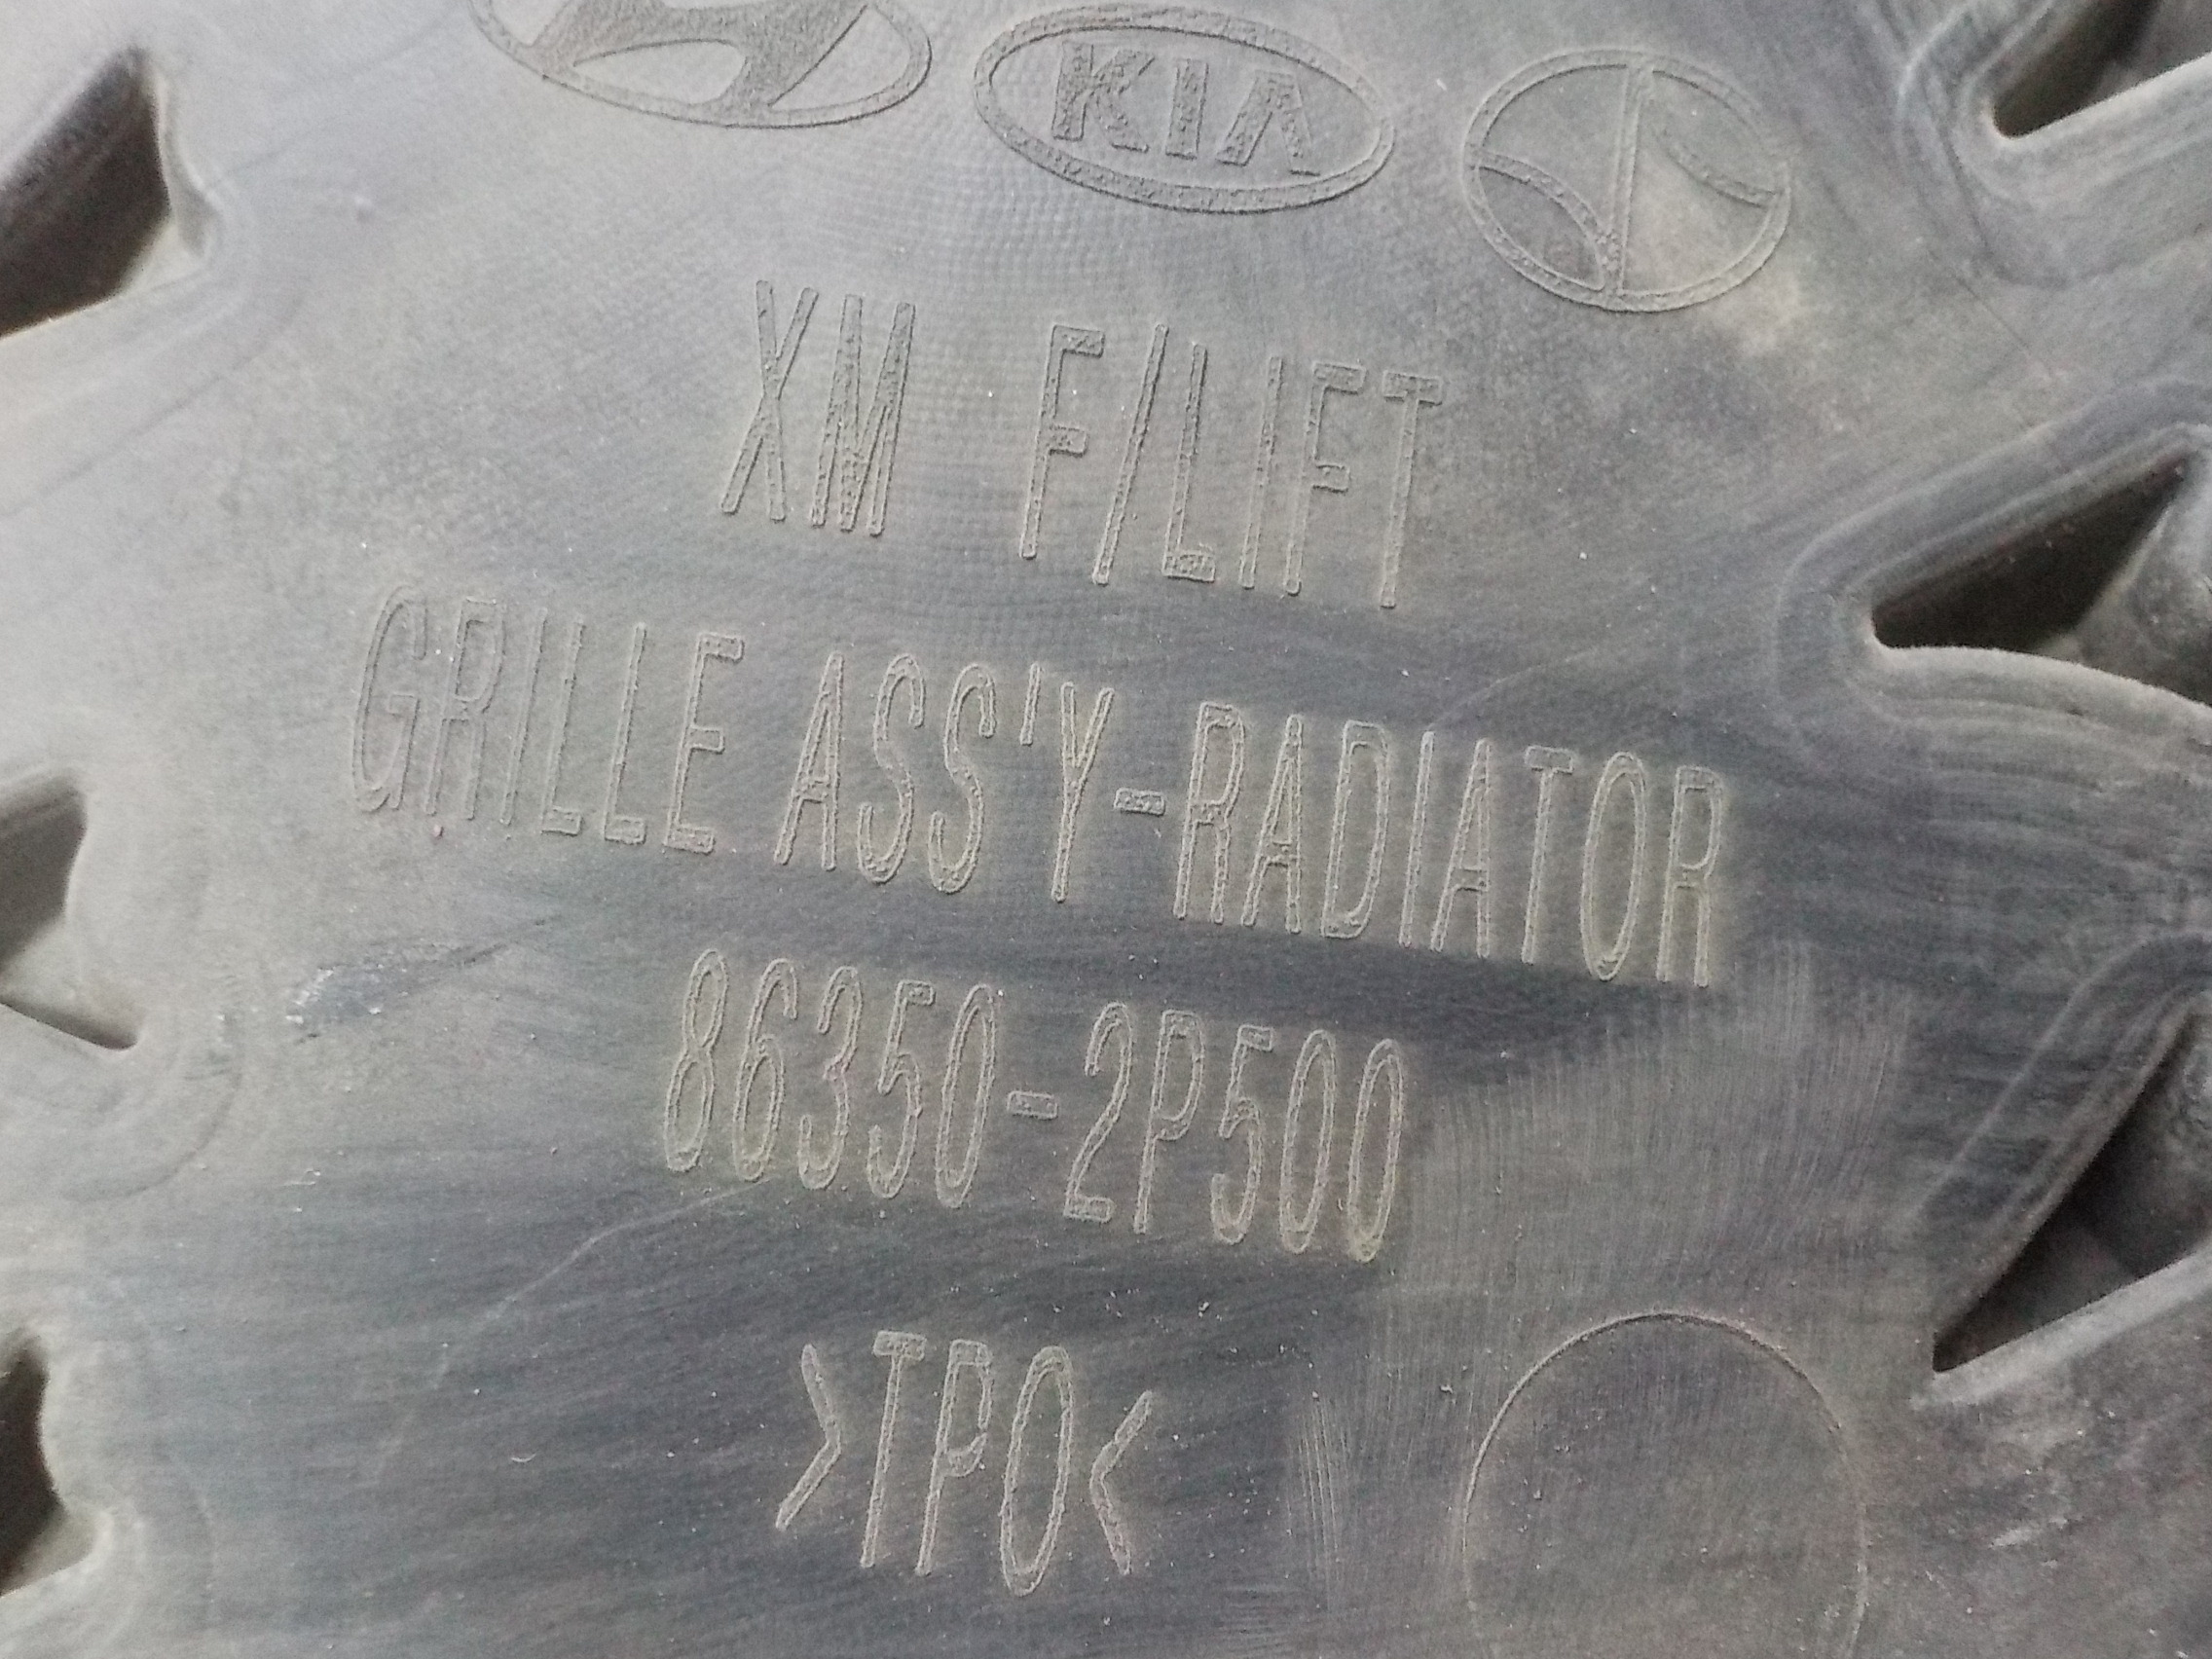 KIA
XM F/LIFT
GRILLE ASS'Y-RADIATOR
86350-2P500
>TPO<